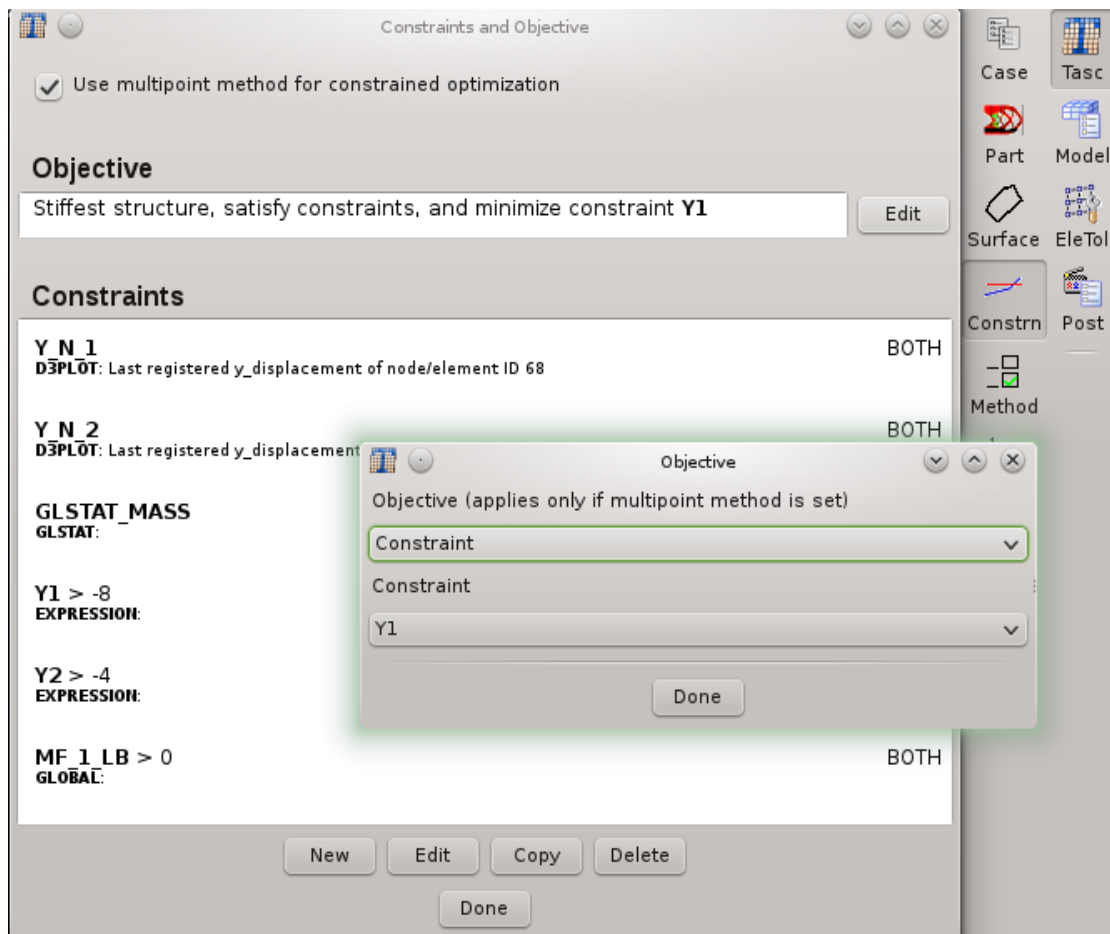 Constraints and Objective
Use multipoint method for constrained optimization
Objective
Stiffest structure, satisfy constraints, and minimize constraint Y1
Edit
Constraints
Y_N_1 BOTH
D3PLOT: Last registered y_displacement of node/element ID 68
Y_N_2 BOTH
D3PLOT: Last registered y_displacement
GLSTAT_MASS
GLSTAT:
Y1 > -8
EXPRESSION:
Y2 > -4
EXPRESSION:
MF_1_LB > 0 BOTH
GLOBAL:
New Edit Copy Delete
Done
Objective
Objective (applies only if multipoint method is set)
Constraint
Constraint
Y1
Done
Case Tasc
Part Model
Surface EleTol
Constrn Post
Method